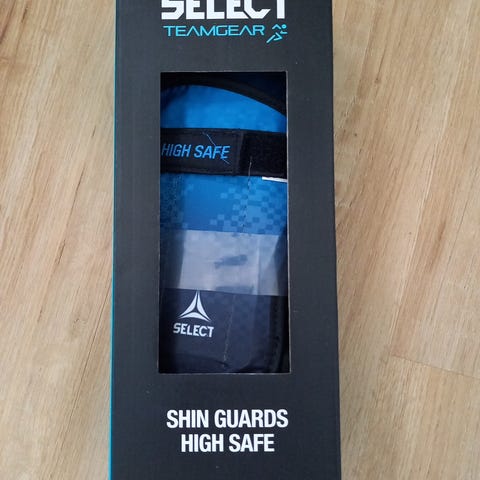 SELECT
TEAMGEAR
HIGH SAFE
SELECT
SHIN GUARDS
HIGH SAFE